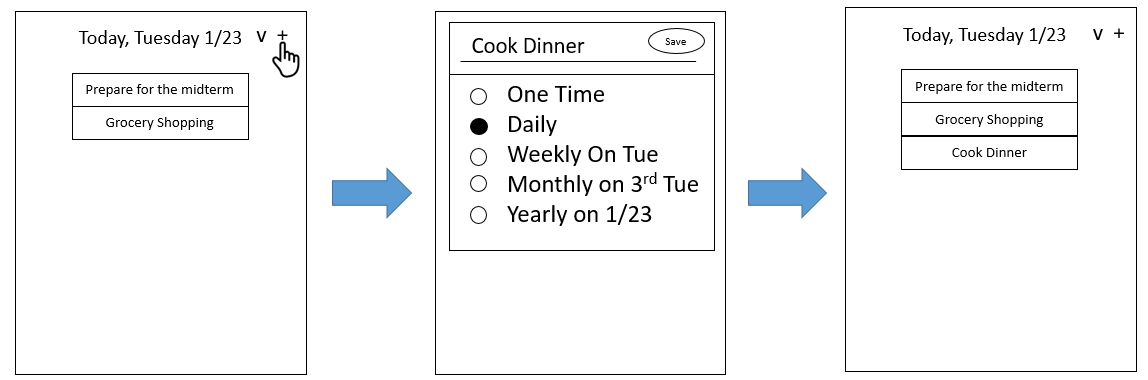 Today, Tuesday 1/23 v +
Prepare for the midterm
Grocery Shopping
Cook Dinner Save
One Time
Daily
Weekly On Tue
Monthly on 3rd Tue
Yearly on 1/23
Today, Tuesday 1/23 v +
Prepare for the midterm
Grocery Shopping
Cook Dinner